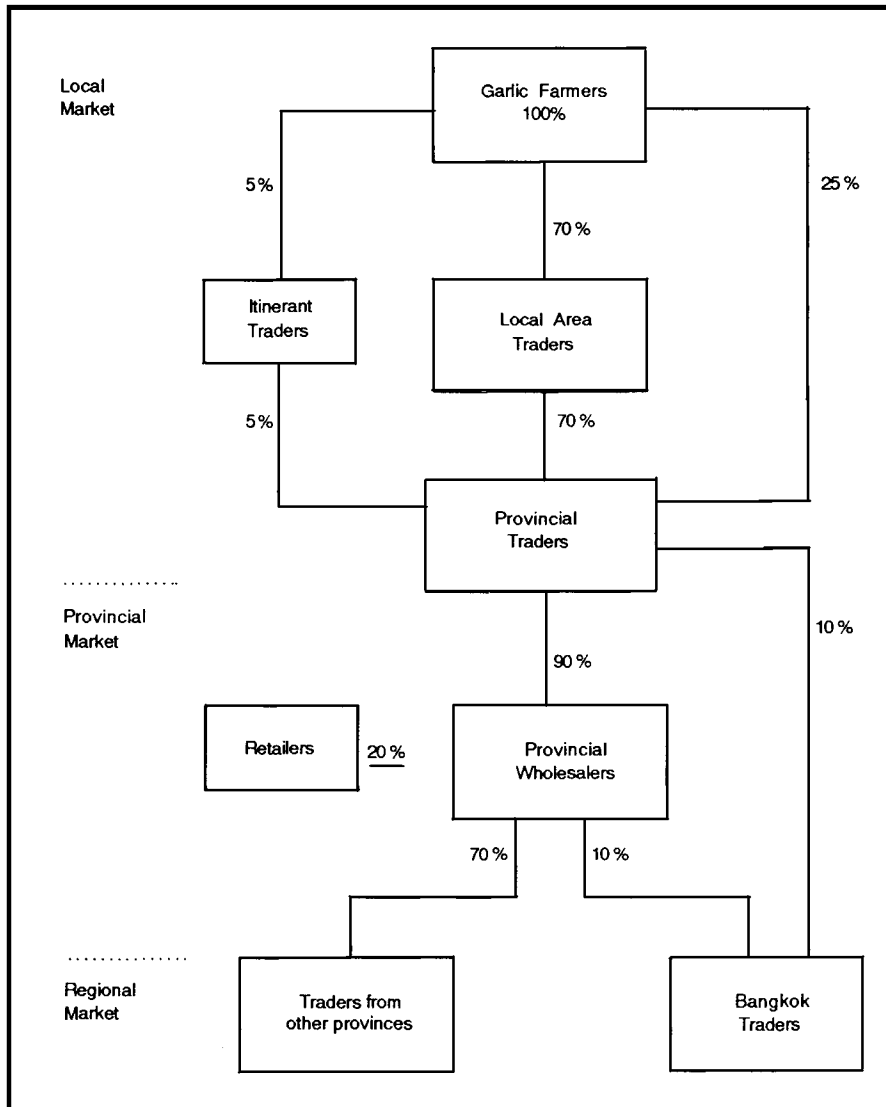 Local
Market
Garlic Farmers
100%
5%
25%
70%
Itinerant
Traders
Local Area
Traders
5%
70%
Provincial
Traders
Provincial
Market
10%
90%
Retailers
20%
Provincial
Wholesalers
70%
10%
Regional
Market
Traders from
other provinces
Bangkok
Traders